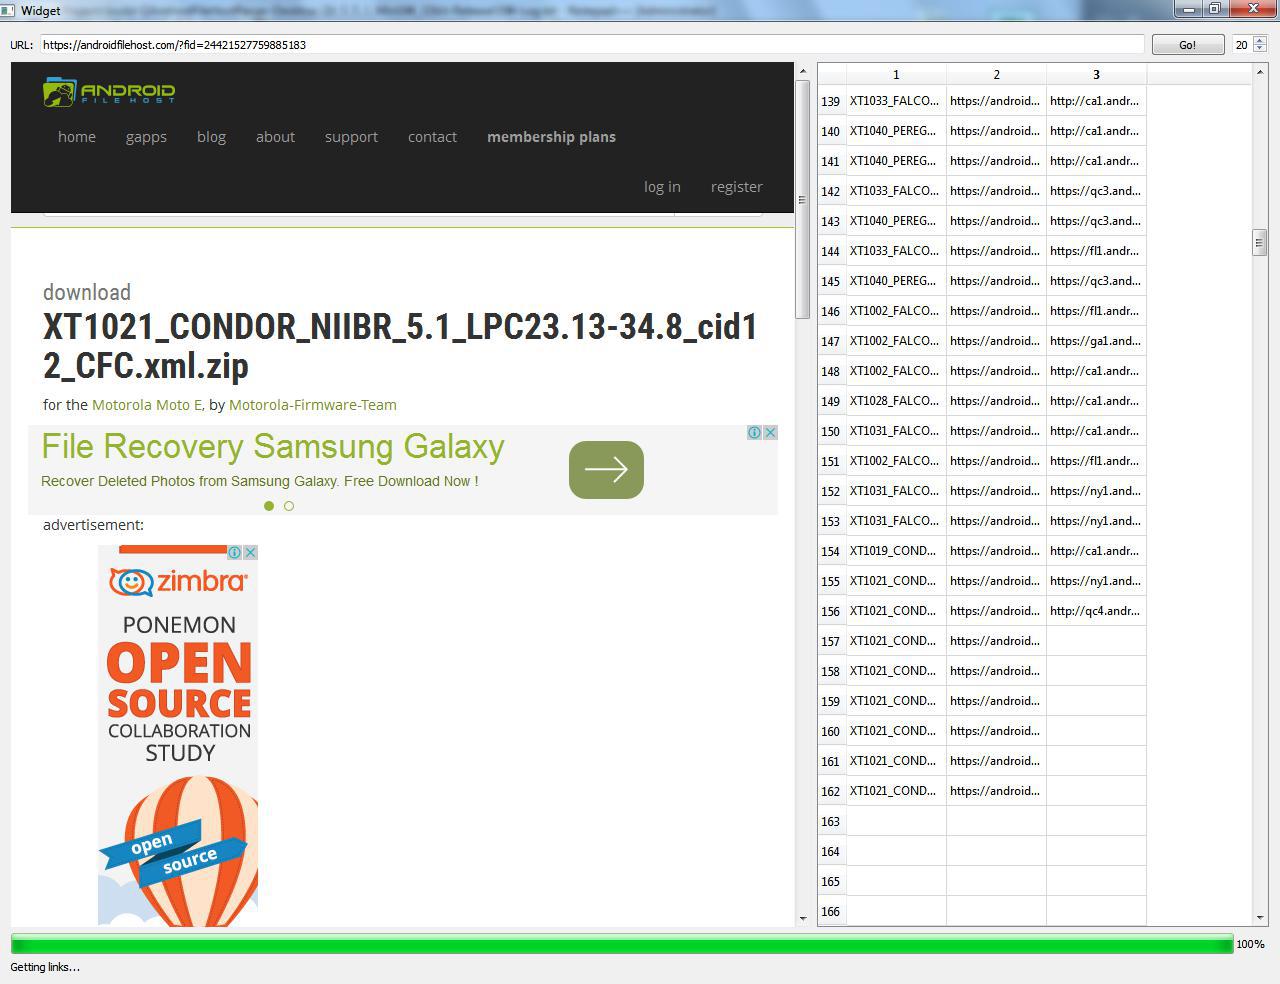 Widget
URL: https://androidfilehost.com/?fid=24421527759885183 Go! 20
ANDROID
FILE HOST
home gapps blog about support contact membership plans
log in register
download
XT1021_CONDOR_NIIBR_5.1_LPC23.13-34.8_cid1
2_CFC.xml.zip
for the Motorola Moto E, by Motorola-Firmware-Team
File Recovery Samsung Galaxy
Recover Deleted Photos from Samsung Galaxy. Free Download Now !
advertisement:
zimbra
PONEMON
OPEN
SOURCE
COLLABORATION
STUDY
open
source
1 2 3
139 XT1033_FALCO... https://android... http://ca1.andr...
140 XT1040_PEREG... https://android... http://ca1.andr...
141 XT1040_PEREG... https://android... http://ca1.andr...
142 XT1033_FALCO... https://android... https://qc3.and...
143 XT1040_PEREG... https://android... https://qc3.and...
144 XT1033_FALCO... https://android... https://fl1.andr...
145 XT1040_PEREG... https://android... https://qc3.and...
146 XT1002_FALCO... https://android... https://fl1.andr...
147 XT1002_FALCO... https://android... https://ga1.and...
148 XT1002_FALCO... https://android... http://ca1.andr...
149 XT1028_FALCO... https://android... http://ca1.andr...
150 XT1031_FALCO... https://android... http://ca1.andr...
151 XT1002_FALCO... https://android... https://fl1.andr...
152 XT1031_FALCO... https://android... https://ny1.and...
153 XT1031_FALCO... https://android... https://ny1.and...
154 XT1019_COND... https://android... http://ca1.andr...
155 XT1021_COND... https://android... https://ny1.and...
156 XT1021_COND... https://android... http://qc4.andr...
157 XT1021_COND... https://android...
158 XT1021_COND... https://android...
159 XT1021_COND... https://android...
160 XT1021_COND... https://android...
161 XT1021_COND... https://android...
162 XT1021_COND... https://android...
163
164
165
166
100%
Getting links...